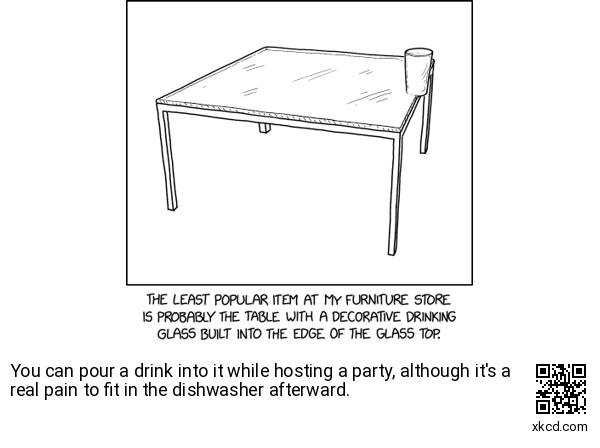 THE LEAST POPULAR ITEM AT MY FURNITURE STORE
IS PROBABLY THE TABLE WITH A DECORATIVE DRINKING
GLASS BUILT INTO THE EDGE OF THE GLASS TOP.
You can pour a drink into it while hosting a party, although it's a
real pain to fit in the dishwasher afterward.
xkcd.com